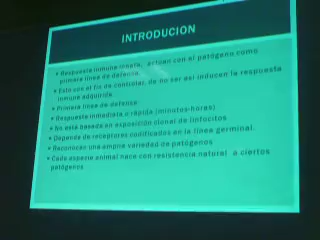 INTRODUCION
• Respuesta inmune innata, actuan con el patógeno como
primera línea de defensa.
• Esto con el fin de controlar, de no ser asi inducen la respuesta
inmune adquirida.
• Primera línea de defensa
• Respuesta inmediata o rápida (minutos-horas)
• No está basada en exposición clonal de linfocitos
• Depende de receptores codificados en la línea germinal.
• Reconocen una amplia variedad de patógenos
• Cada especie animal nace con resistencia natural a ciertos
patógenos